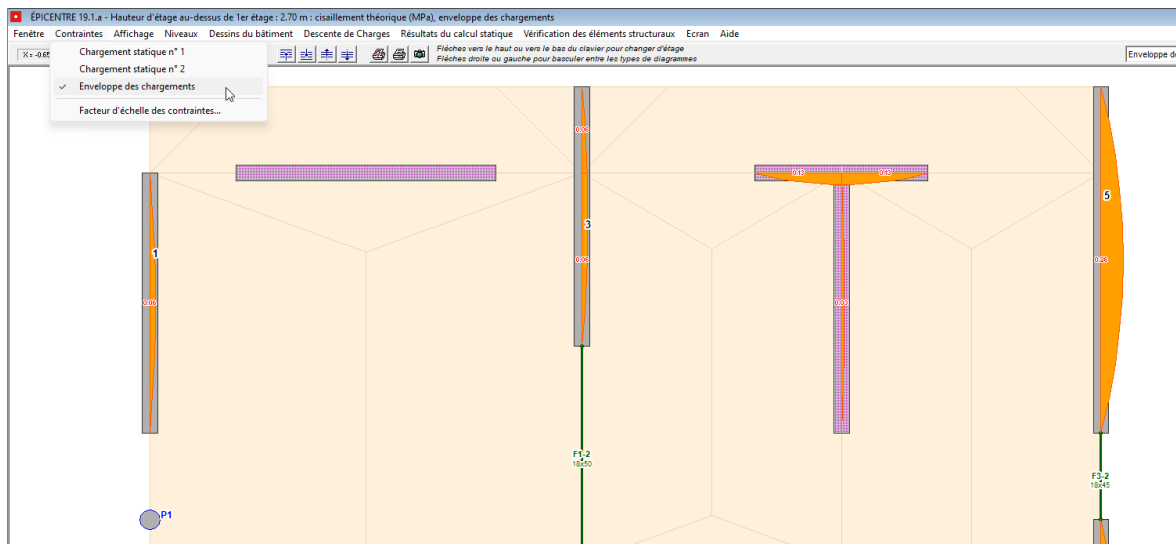 ÉPICENTRE 19.1.a - Hauteur d'étage au-dessus de 1er étage : 2.70 m : cisaillement théorique (MPa), enveloppe des chargements
Fenêtre Contraintes Affichage Niveaux Dessins du bâtiment Descente de Charges Résultats du calcul statique Vérification des éléments structuraux Ecran Aide
X = -0.65
Flèches vers le haut ou vers le bas du clavier pour changer d'étage
Flèches droite ou gauche pour basculer entre les types de diagrammes
Enveloppe de
Chargement statique n° 1
Chargement statique n° 2
Enveloppe des chargements
Facteur d'échelle des contraintes...
0.06
0.13 0.13
5
3
1
0.06
0.26
0.06
0.03
F1-2
18x50
F3-2
18x45
P1